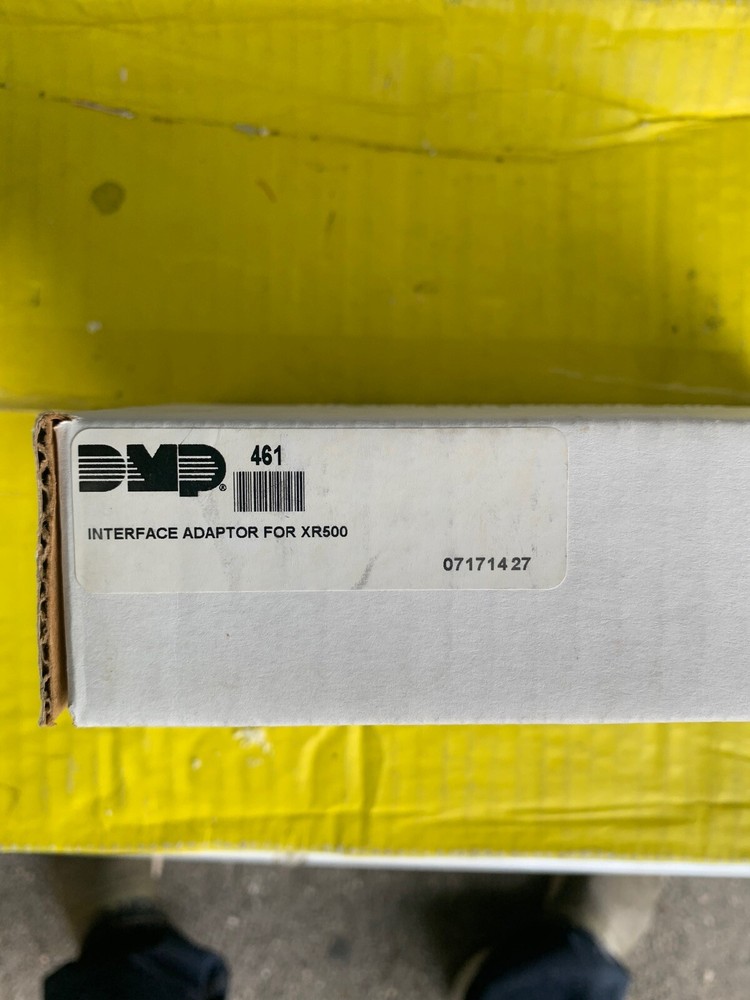 DMP® 461
INTERFACE ADAPTOR FOR XR500
07171427